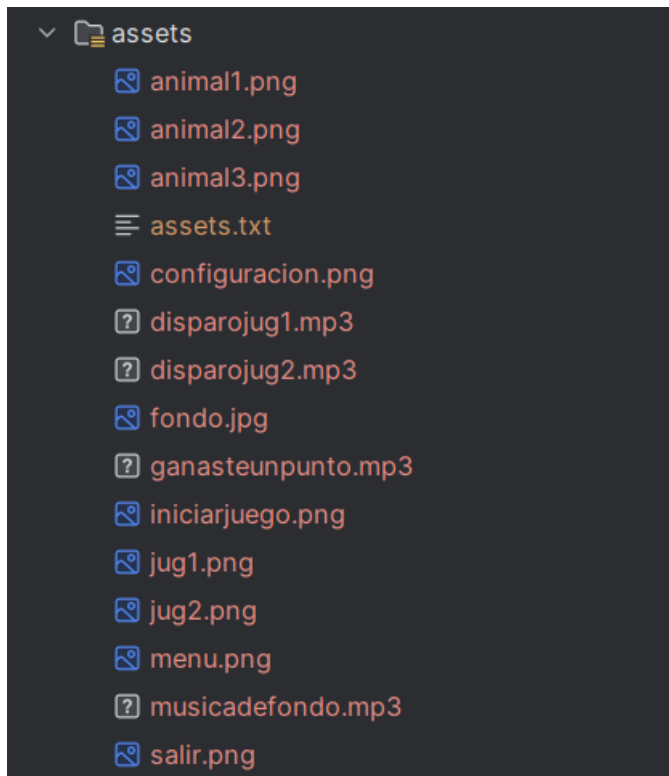 assets
animal1.png
animal2.png
animal3.png
assets.txt
configuracion.png
disparojug1.mp3
disparojug2.mp3
fondo.jpg
ganasteunpunto.mp3
iniciarjuego.png
jug1.png
jug2.png
menu.png
musicadefondo.mp3
salir.png